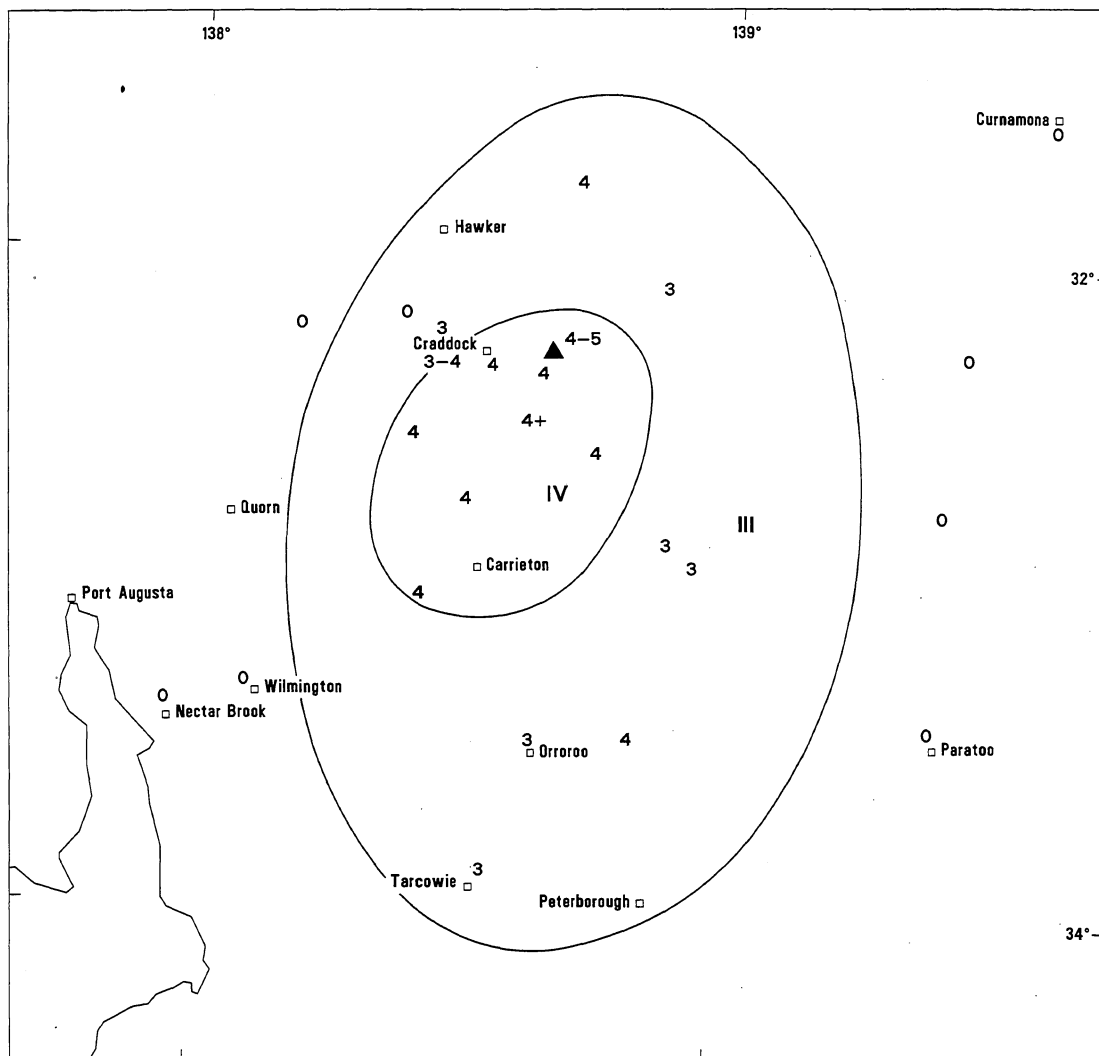 138°
139°
Curnamona
0
4
Hawker
32°
3
0
0
3
4-5
Craddock
3-4
4
4
0
4+
4
4
4
IV
Quorn
III
0
3
3
Carrieton
4
Port Augusta
0
Wilmington
0
Nectar Brook
3
4
Orroroo
0
Paratoo
3
Tarcowie
Peterborough
34°